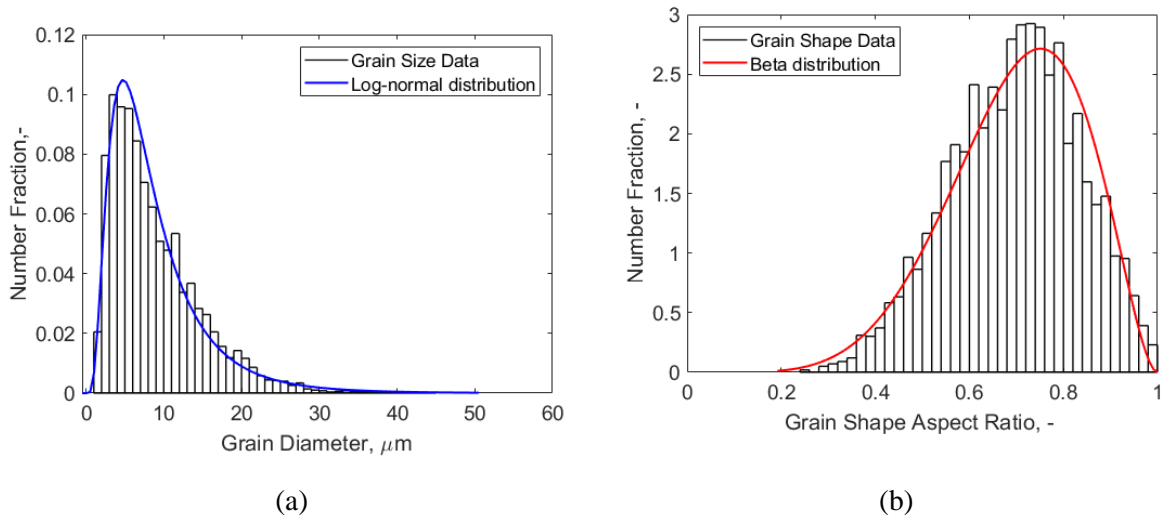 0.12
0.1
0.08
0.06
0.04
0.02
0
Number Fraction,-
Grain Size Data
Log-normal distribution
0 10 20 30 40 50 60
Grain Diameter, μm
(a)
3
2.5
2
1.5
1
0.5
0
Number Fraction, -
Grain Shape Data
Beta distribution
0 0.2 0.4 0.6 0.8 1
Grain Shape Aspect Ratio, -
(b)